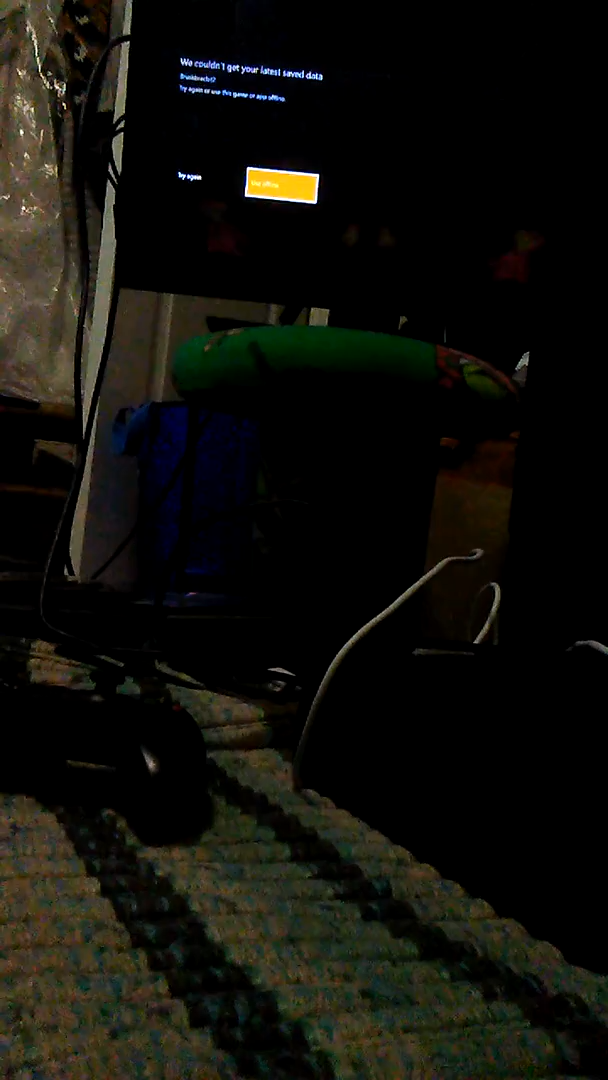 We couldn't get your latest saved data
Try again or use this game or app offline.
Try again
Use offline